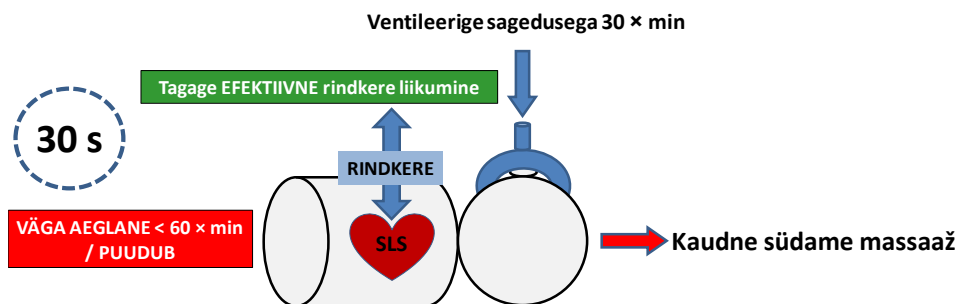 Ventileerige sagedusega 30 × min
Tagage EFEKTIIVNE rindkere liikumine
30 s
RINDKERE
VÄGA AEGLANE < 60 × min
/ PUUDUB
SLS
Kaudne südame massaaž